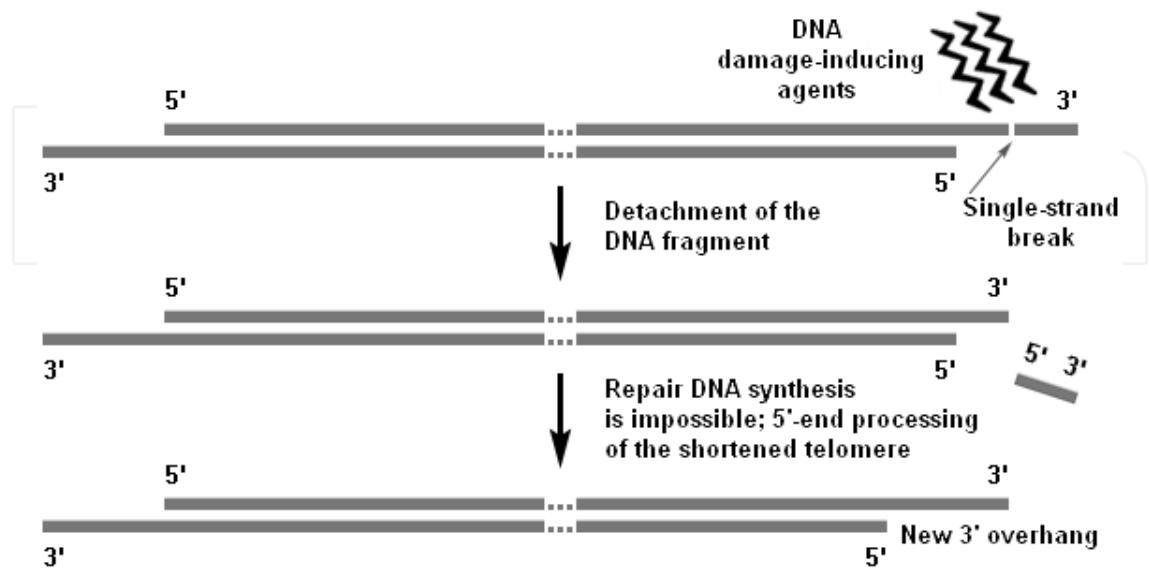 DNA
damage-inducing
agents
5'
3'
3'
5'
Single-strand
break
Detachment of the
DNA fragment
5'
3'
3'
5'
5' 3'
Repair DNA synthesis
is impossible; 5'-end processing
of the shortened telomere
5'
3'
New 3' overhang
3'
5'